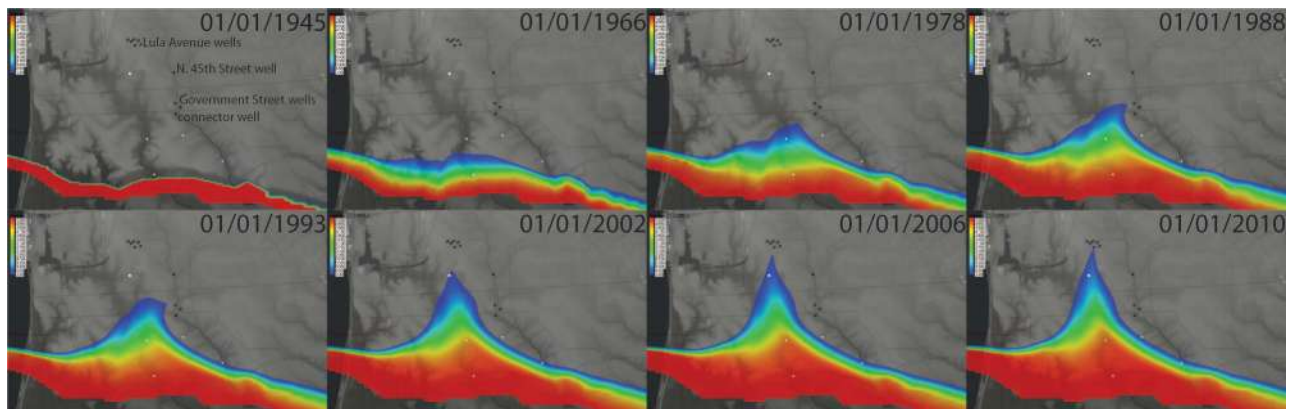 01/01/1945
Lula Avenue wells
N. 45th Street well
Government Street wells
connector well
01/01/1966
01/01/1978
01/01/1988
01/01/1993
01/01/2002
01/01/2006
01/01/2010